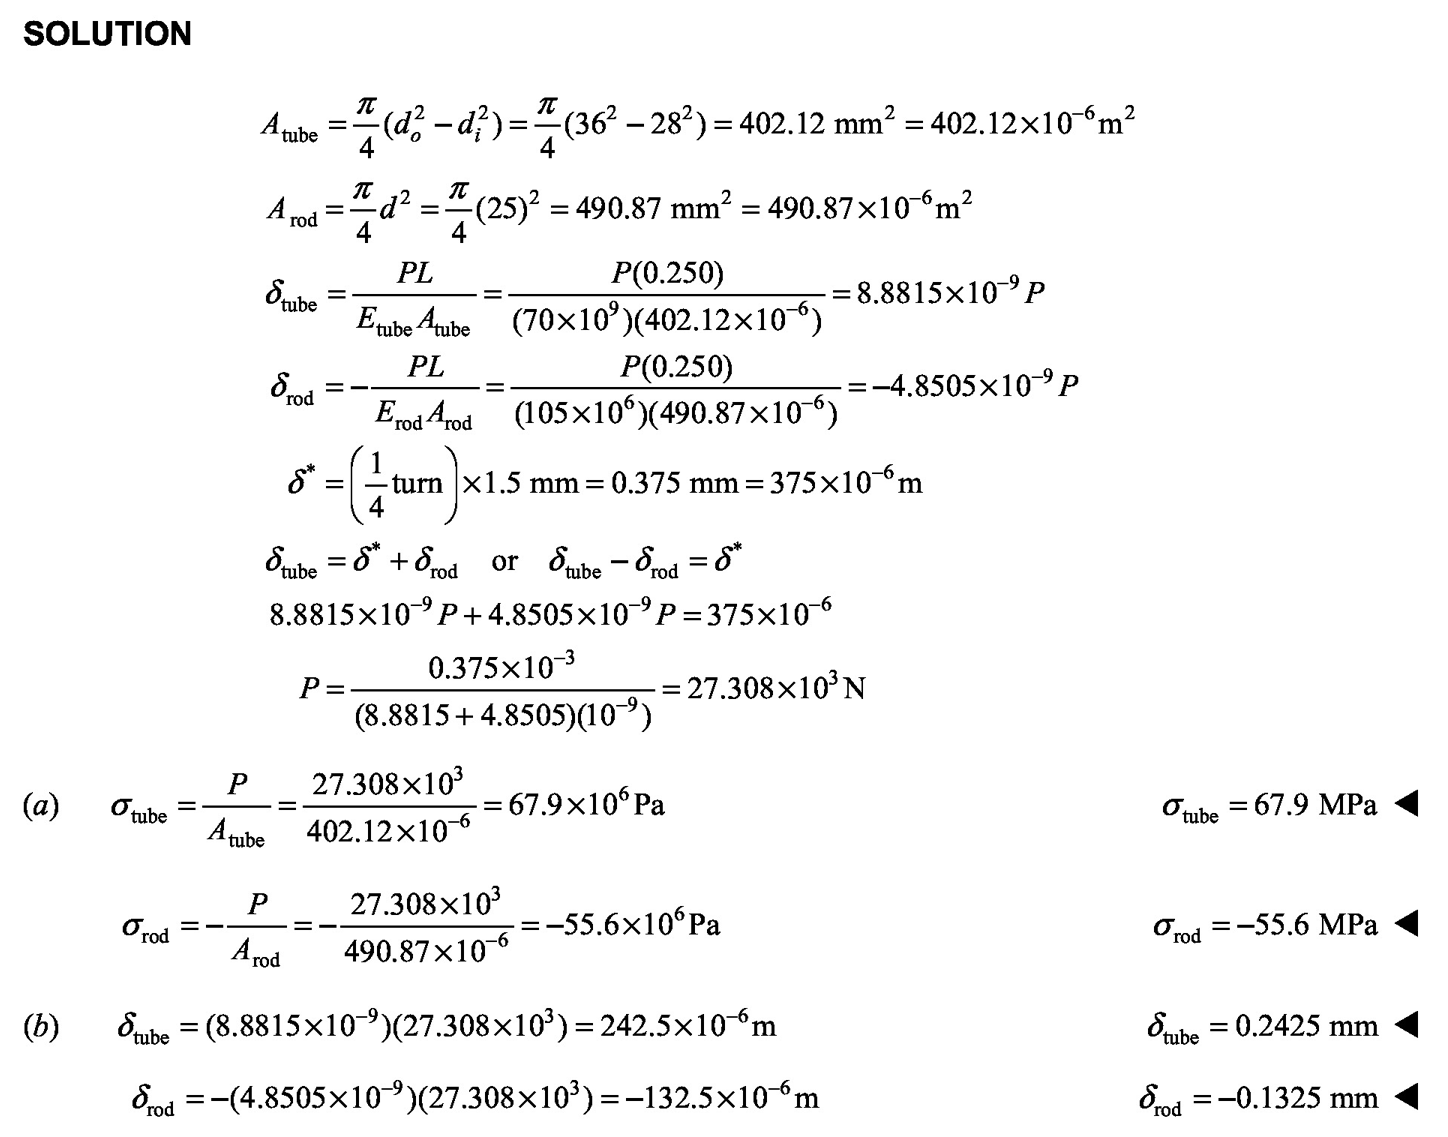 SOLUTION
A_tube = π/4 (d_o² − d_i²) = π/4 (36² − 28²) = 402.12 mm² = 402.12×10⁻⁶ m²
A_rod = π/4 d² = π/4 (25)² = 490.87 mm² = 490.87×10⁻⁶ m²
δ_tube = PL / (E_tube A_tube) = P(0.250) / ((70×10⁹)(402.12×10⁻⁶)) = 8.8815×10⁻⁹ P
δ_rod = − PL / (E_rod A_rod) = P(0.250) / ((105×10⁶)(490.87×10⁻⁶)) = −4.8505×10⁻⁹ P
δ* = (1/4 turn) × 1.5 mm = 0.375 mm = 375×10⁻⁶ m
δ_tube = δ* + δ_rod or δ_tube − δ_rod = δ*
8.8815×10⁻⁹ P + 4.8505×10⁻⁹ P = 375×10⁻⁶
P = 0.375×10⁻³ / ((8.8815 + 4.8505)(10⁻⁹)) = 27.308×10³ N
(a) σ_tube = P / A_tube = 27.308×10³ / 402.12×10⁻⁶ = 67.9×10⁶ Pa σ_tube = 67.9 MPa ◀
σ_rod = − P / A_rod = − 27.308×10³ / 490.87×10⁻⁶ = −55.6×10⁶ Pa σ_rod = −55.6 MPa ◀
(b) δ_tube = (8.8815×10⁻⁹)(27.308×10³) = 242.5×10⁻⁶ m δ_tube = 0.2425 mm ◀
δ_rod = −(4.8505×10⁻⁹)(27.308×10³) = −132.5×10⁻⁶ m δ_rod = −0.1325 mm ◀